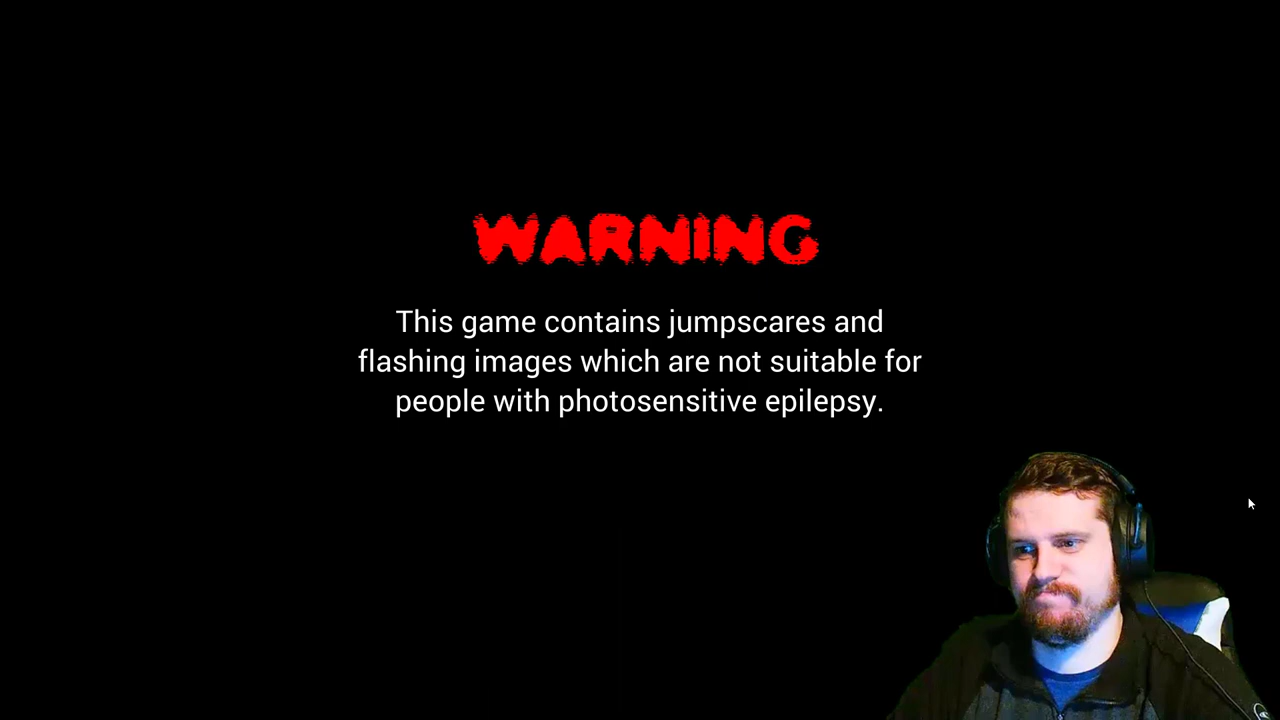 WARNING
This game contains jumpscares and
flashing images which are not suitable for
people with photosensitive epilepsy.